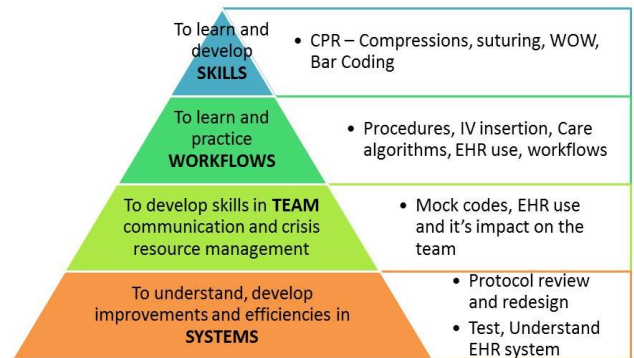 To learn and
develop
SKILLS
• CPR – Compressions, suturing, WOW,
Bar Coding
To learn and
practice
WORKFLOWS
• Procedures, IV insertion, Care
algorithms, EHR use, workflows
To develop skills in TEAM
communication and crisis
resource management
• Mock codes, EHR use
and it's impact on the
team
To understand, develop
improvements and efficiencies in
SYSTEMS
• Protocol review
and redesign
• Test, Understand
EHR system